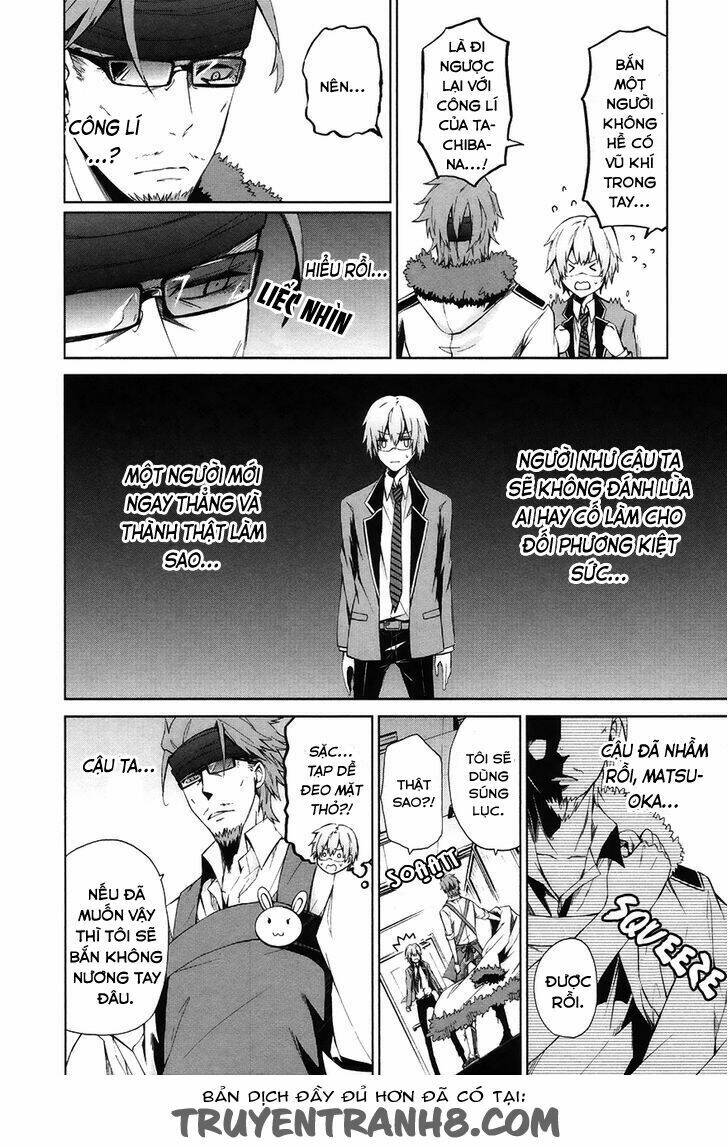 BẮN
MỘT
NGƯỜI
KHÔNG
HỀ CÓ
VŨ KHÍ
TRONG
TAY...
LÀ ĐI
NGƯỢC
LẠI VỚI
CÔNG LÍ
CỦA TA-
CHIBA-
NA...!
NÊN...
CÔNG LÍ
...?
HIỂU RỒI...
LIẾC NHÌN
NGƯỜI NHƯ CẬU TA
SẼ KHÔNG ĐÁNH LỪA
AI HAY CỐ LÀM CHO
ĐỐI PHƯƠNG KIỆT
SỨC...
MỘT NGƯỜI MỚI
NGAY THẲNG VÀ
THÀNH THẬT LÀM
SAO...
CẬU ĐÃ NHẦM
RỒI, MATSU-
OKA...
SQUEEZE
ĐƯỢC
RỒI.
TÔI SẼ
DÙNG
SÚNG
LỤC.
THẬT
SAO?!
SOẠẠTT
SẶC...
TẠP DỀ
ĐEO MẶT
THỎ?!
CẬU TA...
NẾU ĐÃ
MUỐN VẬY
THÌ TÔI SẼ
BẮN KHÔNG
NƯƠNG TAY
ĐÂU.
BẢN DỊCH ĐẦY ĐỦ HƠN ĐÃ CÓ TẠI:
TRUYENTRANH8.COM